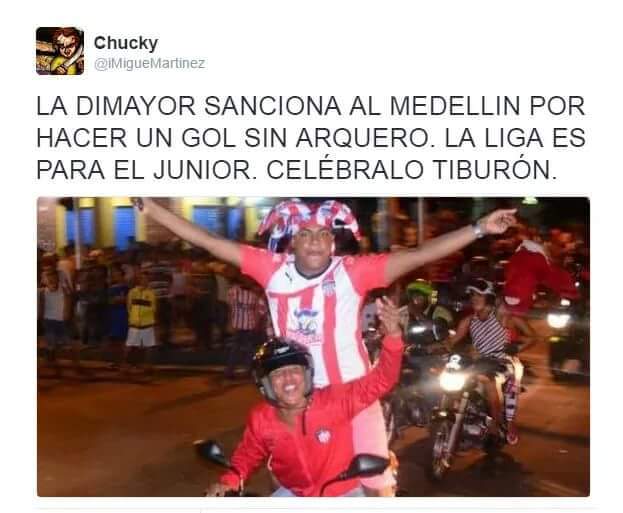 Chucky
@iMigueMartinez
LA DIMAYOR SANCIONA AL MEDELLIN POR
HACER UN GOL SIN ARQUERO. LA LIGA ES
PARA EL JUNIOR. CELÉBRALO TIBURÓN.